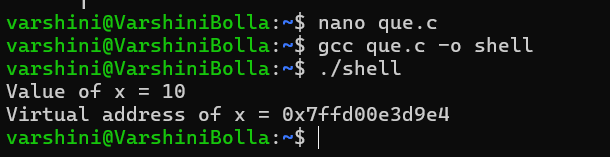 varshini@VarshiniBolla:~$ nano que.c
varshini@VarshiniBolla:~$ gcc que.c -o shell
varshini@VarshiniBolla:~$ ./shell
Value of x = 10
Virtual address of x = 0x7ffd00e3d9e4
varshini@VarshiniBolla:~$